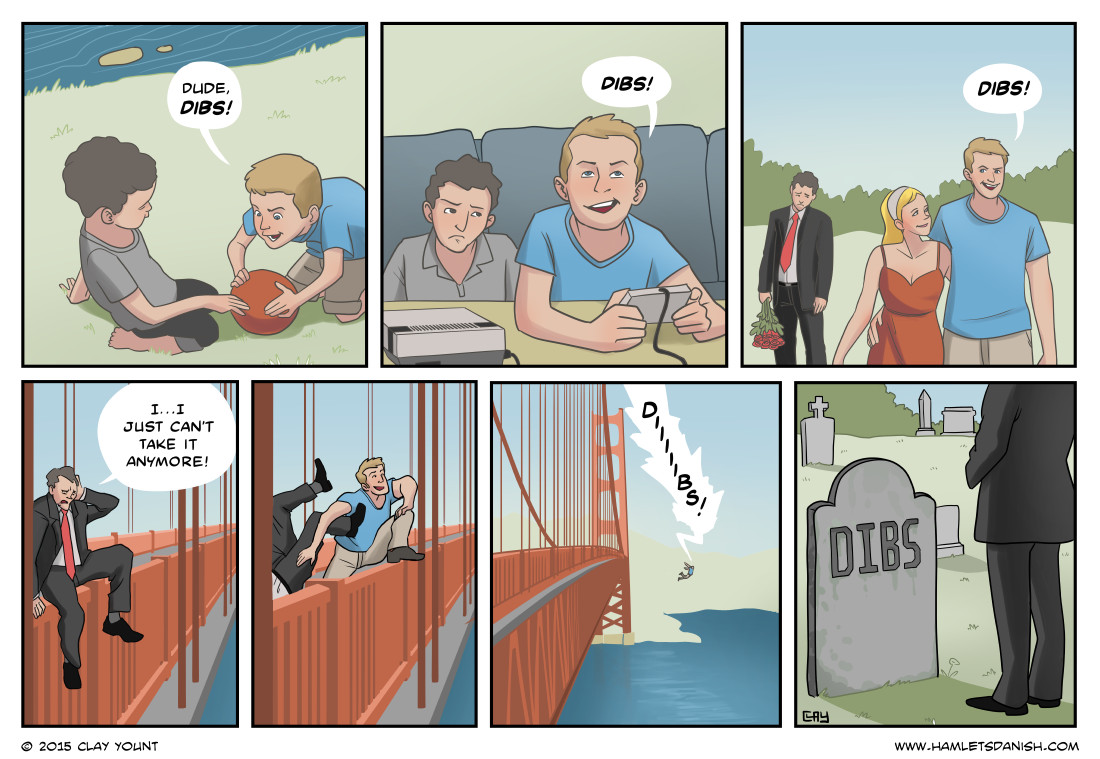 DUDE,
DIBS!
DIBS!
DIBS!
I...I
JUST CAN'T
TAKE IT
ANYMORE!
DIIIIIBS!
DIBS
CLAY
© 2015 CLAY YOUNT
WWW.HAMLETSDANISH.COM